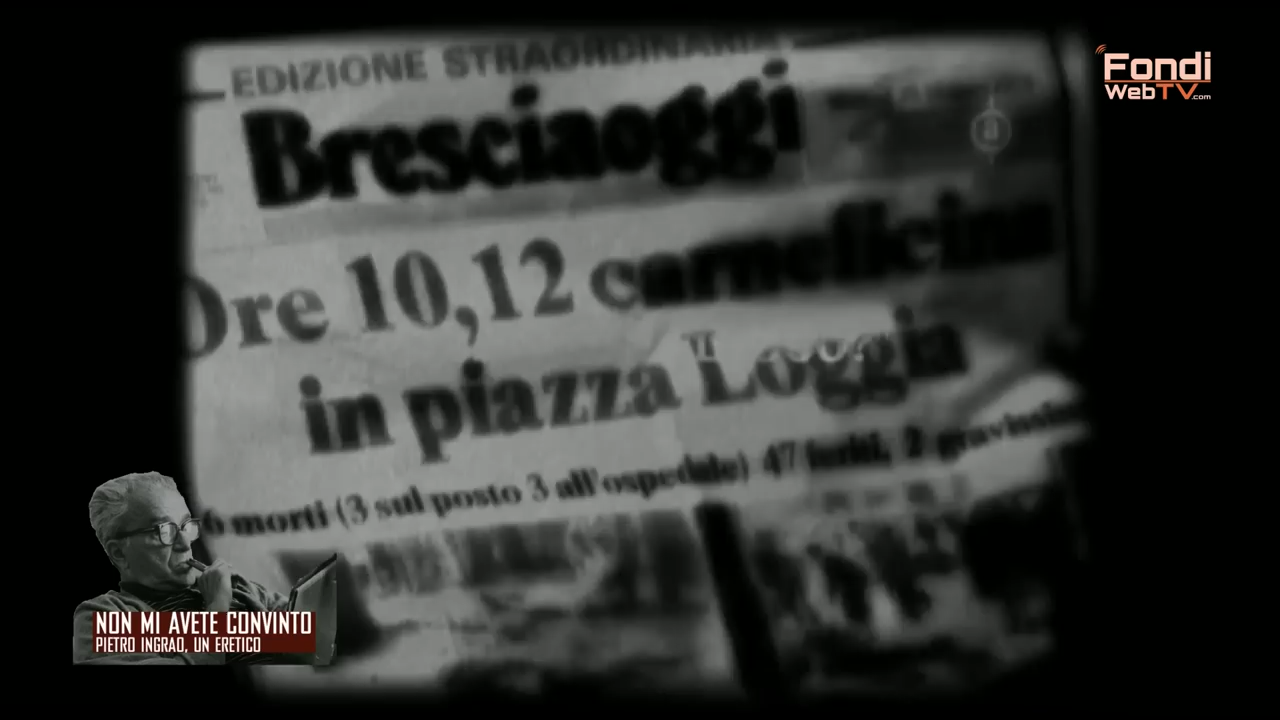 EDIZIONE STRAORDINARIA
Bresciaoggi
Ore 10,12 carneficina
in piazza Loggia
6 morti (3 sul posto 3 all'ospedale) 47 feriti, 2 gravissimi
Fondi
WebTV.com
a
NON MI AVETE CONVINTO
PIETRO INGRAO, UN ERETICO